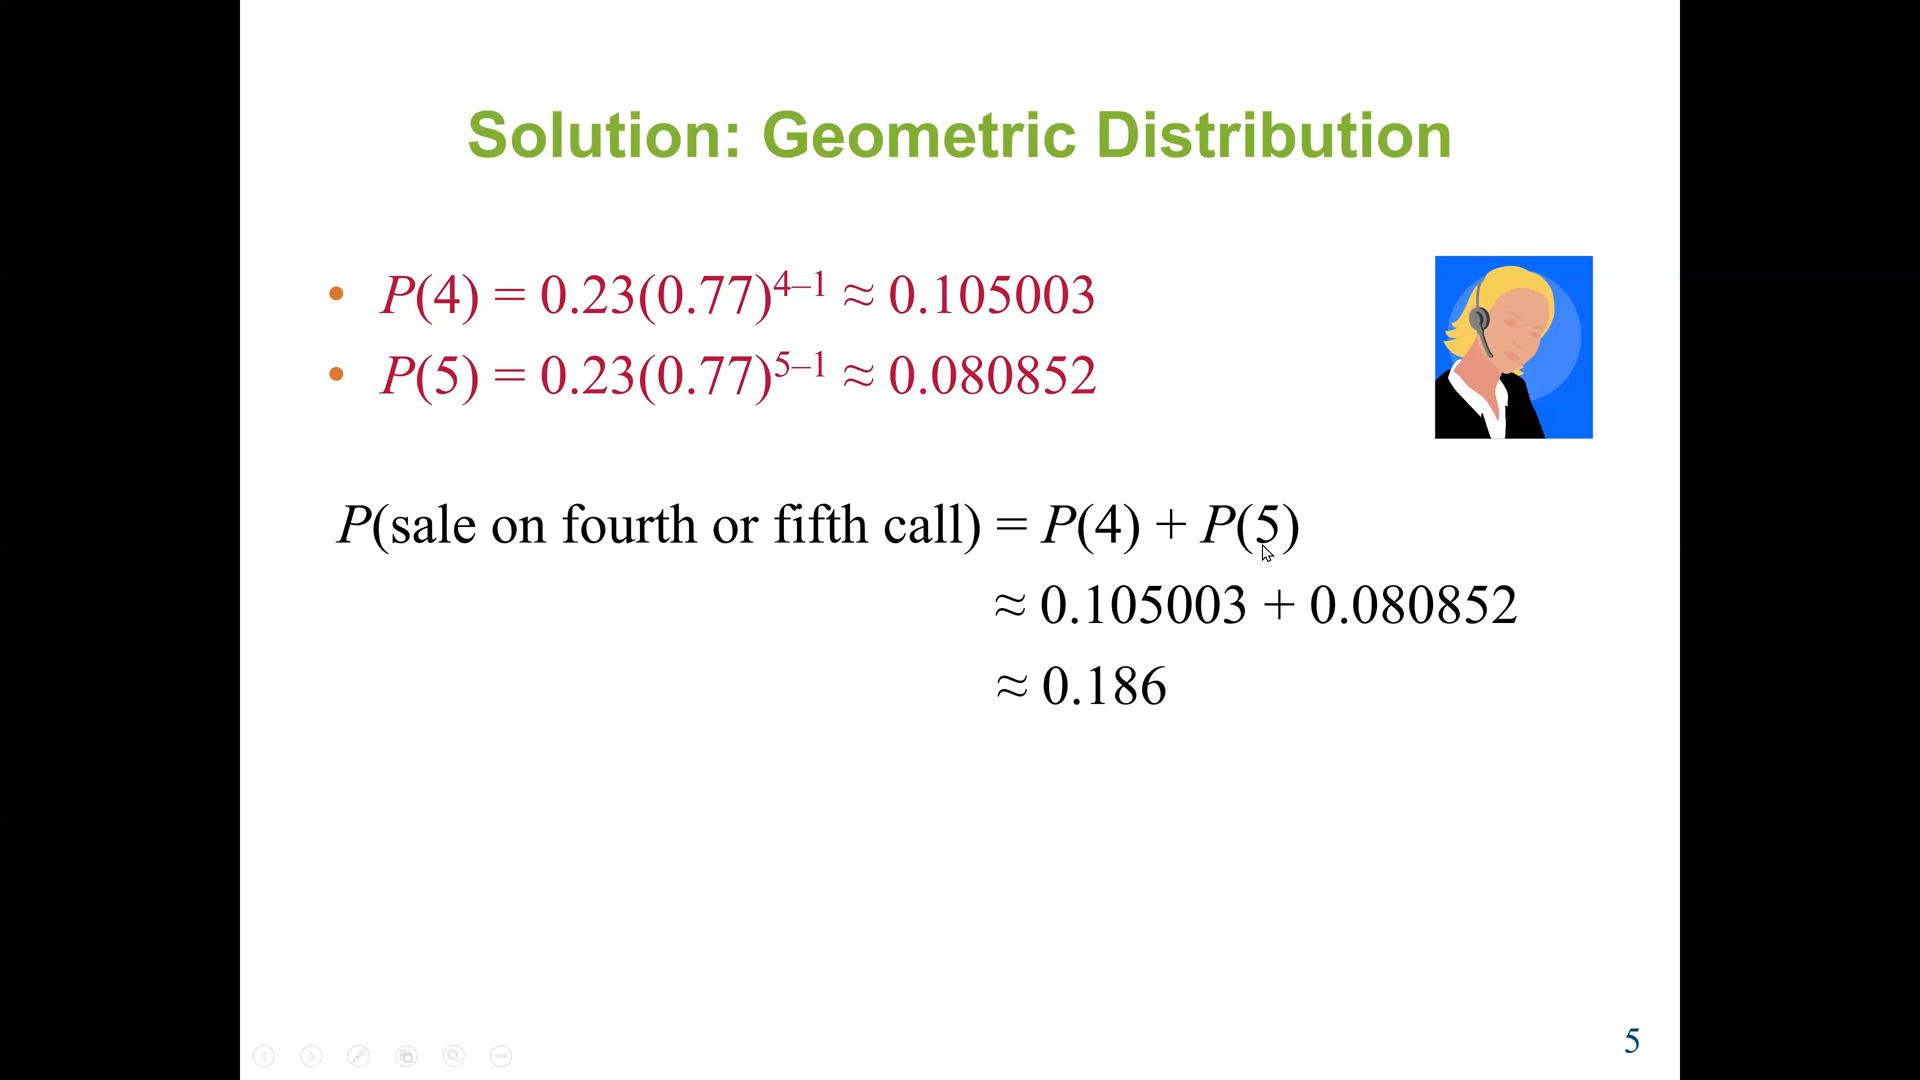 Solution: Geometric Distribution
• P(4) = 0.23(0.77)⁴⁻¹ ≈ 0.105003
• P(5) = 0.23(0.77)⁵⁻¹ ≈ 0.080852
P(sale on fourth or fifth call) = P(4) + P(5)
≈ 0.105003 + 0.080852
≈ 0.186
5